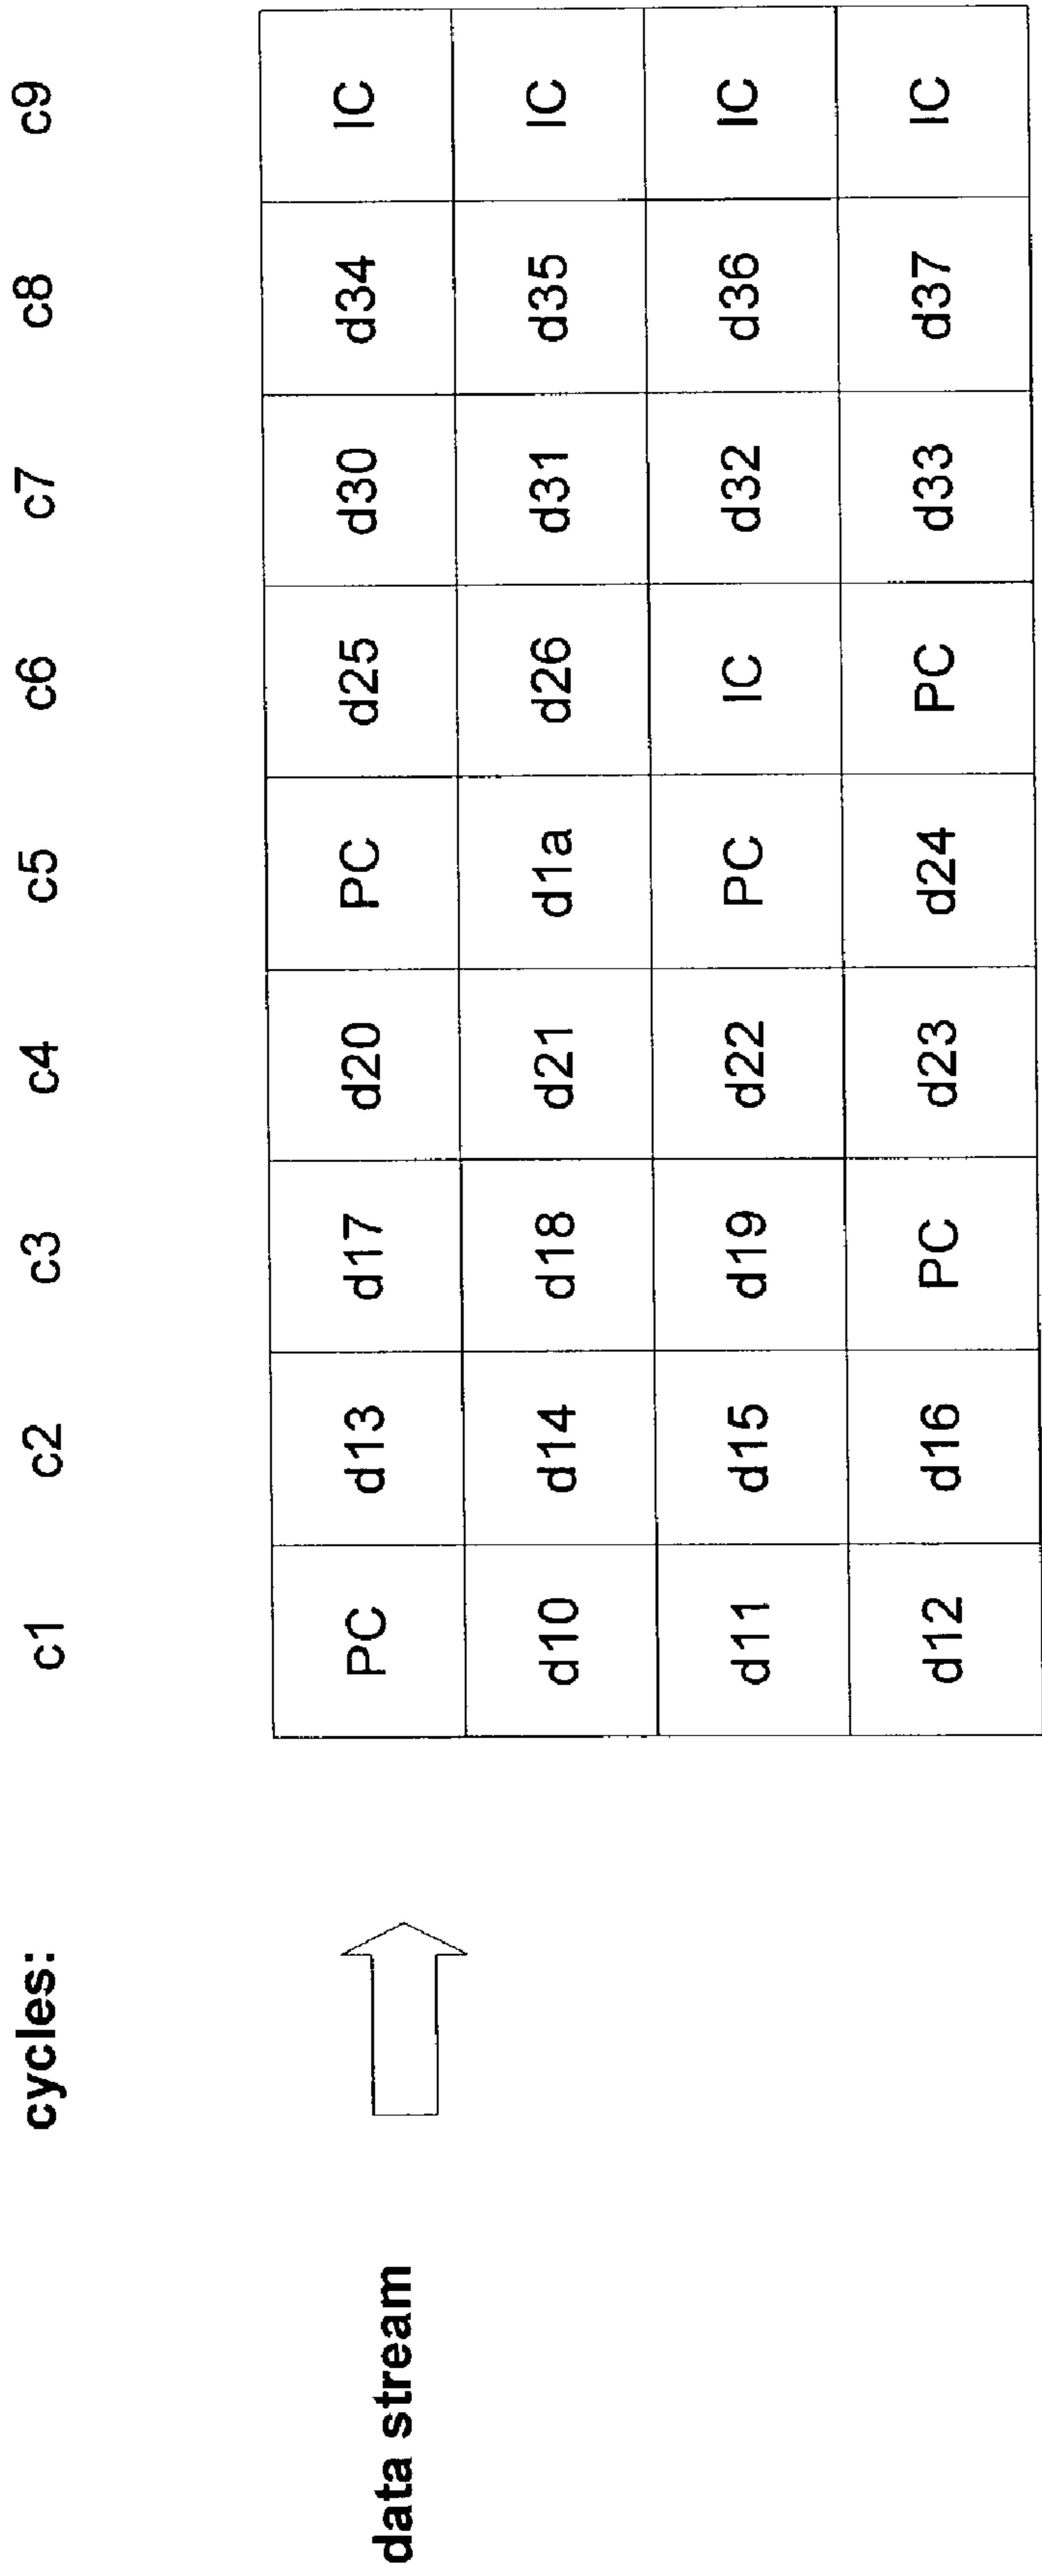 cycles: c1 c2 c3 c4 c5 c6 c7 c8 c9
data stream PC d13 d17 d20 PC d25 d30 d34 IC
d10 d14 d18 d21 d1a d26 d31 d35 IC
d11 d15 d19 d22 PC IC d32 d36 IC
d12 d16 PC d23 d24 PC d33 d37 IC